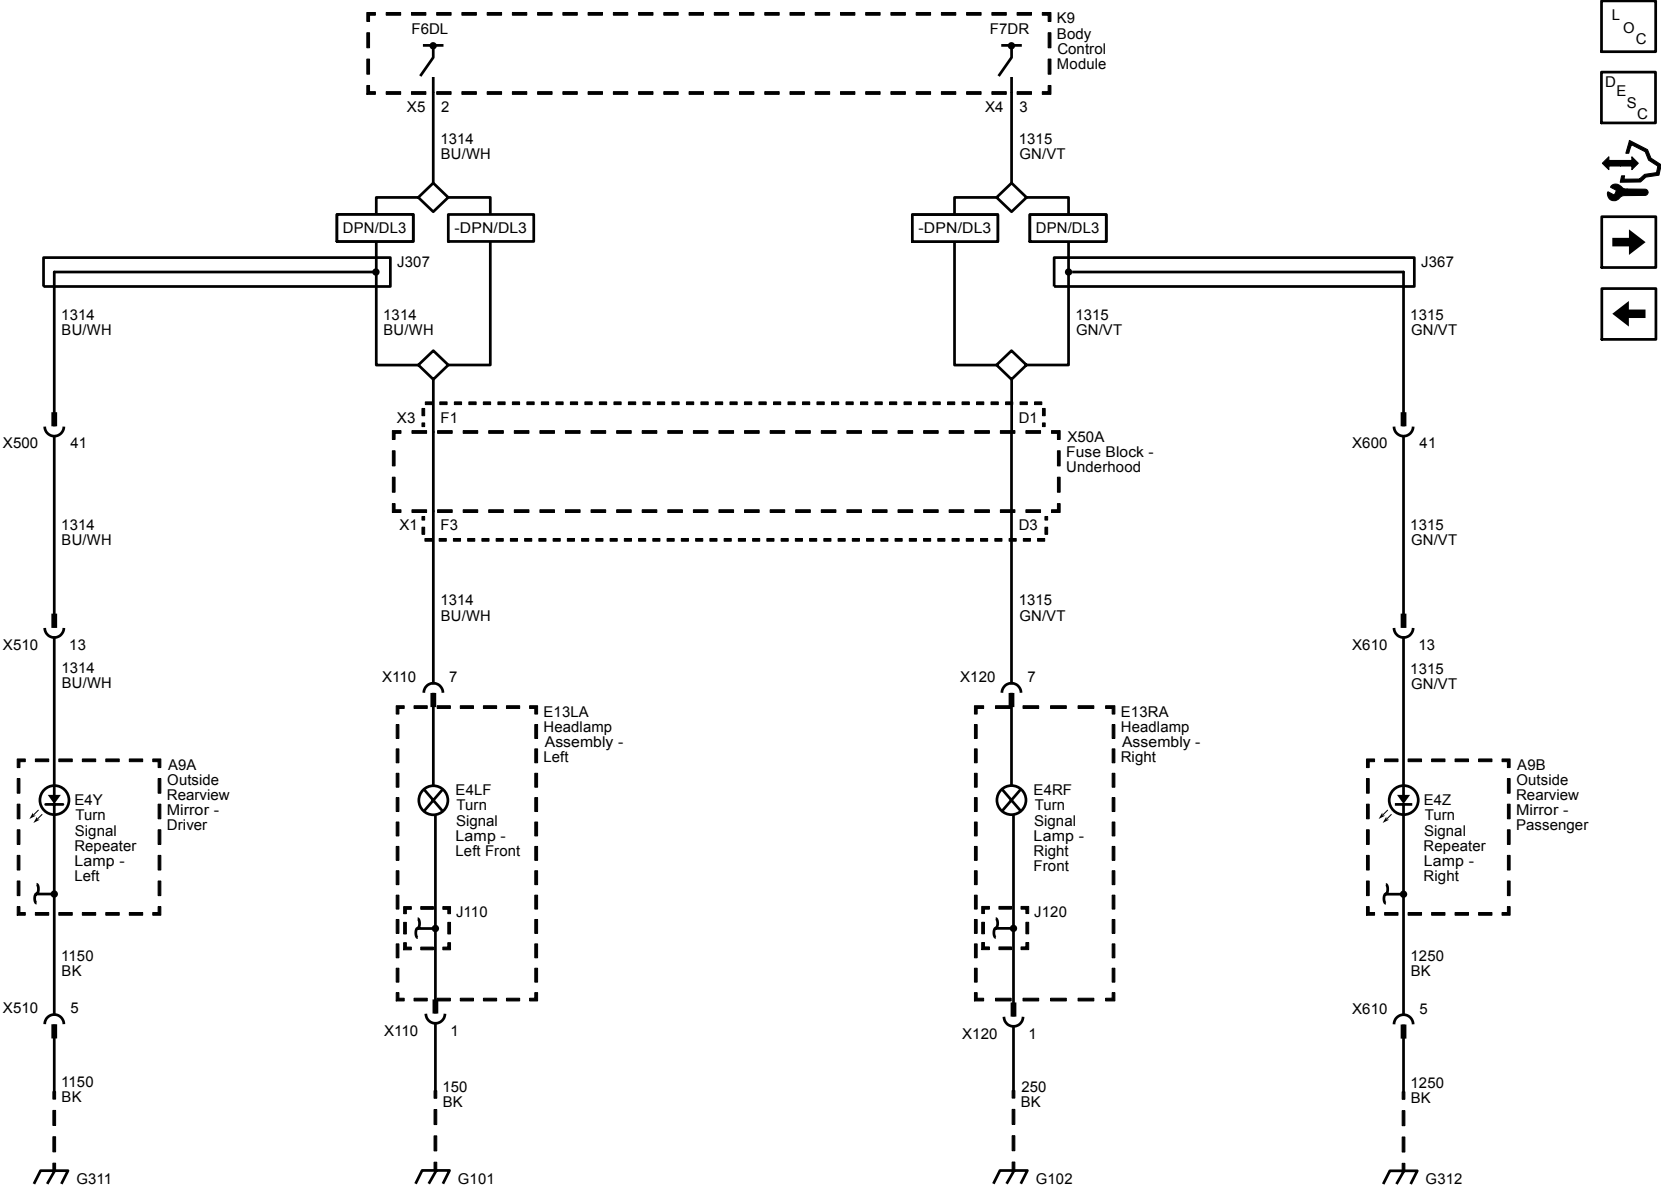 F6DL
F7DR
K9
Body
Control
Module
X5 2
X4 3
1314
BU/WH
1315
GN/VT
DPN/DL3
-DPN/DL3
-DPN/DL3
DPN/DL3
J307
J367
1314
BU/WH
1314
BU/WH
1315
GN/VT
1315
GN/VT
X3 F1
D1
X500 41
X50A
Fuse Block -
Underhood
X600 41
X1 F3
D3
1314
BU/WH
1315
GN/VT
1314
BU/WH
1315
GN/VT
X510 13
X610 13
1314
BU/WH
1315
GN/VT
X110 7
X120 7
E13LA
Headlamp
Assembly -
Left
E13RA
Headlamp
Assembly -
Right
A9A
Outside
Rearview
Mirror -
Driver
A9B
Outside
Rearview
Mirror -
Passenger
E4Y
Turn
Signal
Repeater
Lamp -
Left
E4LF
Turn
Signal
Lamp -
Left Front
E4RF
Turn
Signal
Lamp -
Right
Front
E4Z
Turn
Signal
Repeater
Lamp -
Right
J110
J120
1150
BK
1250
BK
X510 5
X610 5
X110 1
X120 1
1150
BK
150
BK
250
BK
1250
BK
G311
G101
G102
G312
LOC
DESC